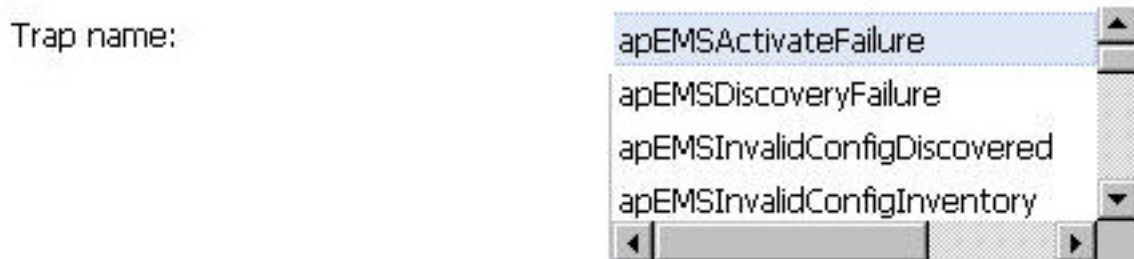 Trap name:
apEMSActivateFailure
apEMSDiscoveryFailure
apEMSInvalidConfigDiscovered
apEMSInvalidConfigInventory